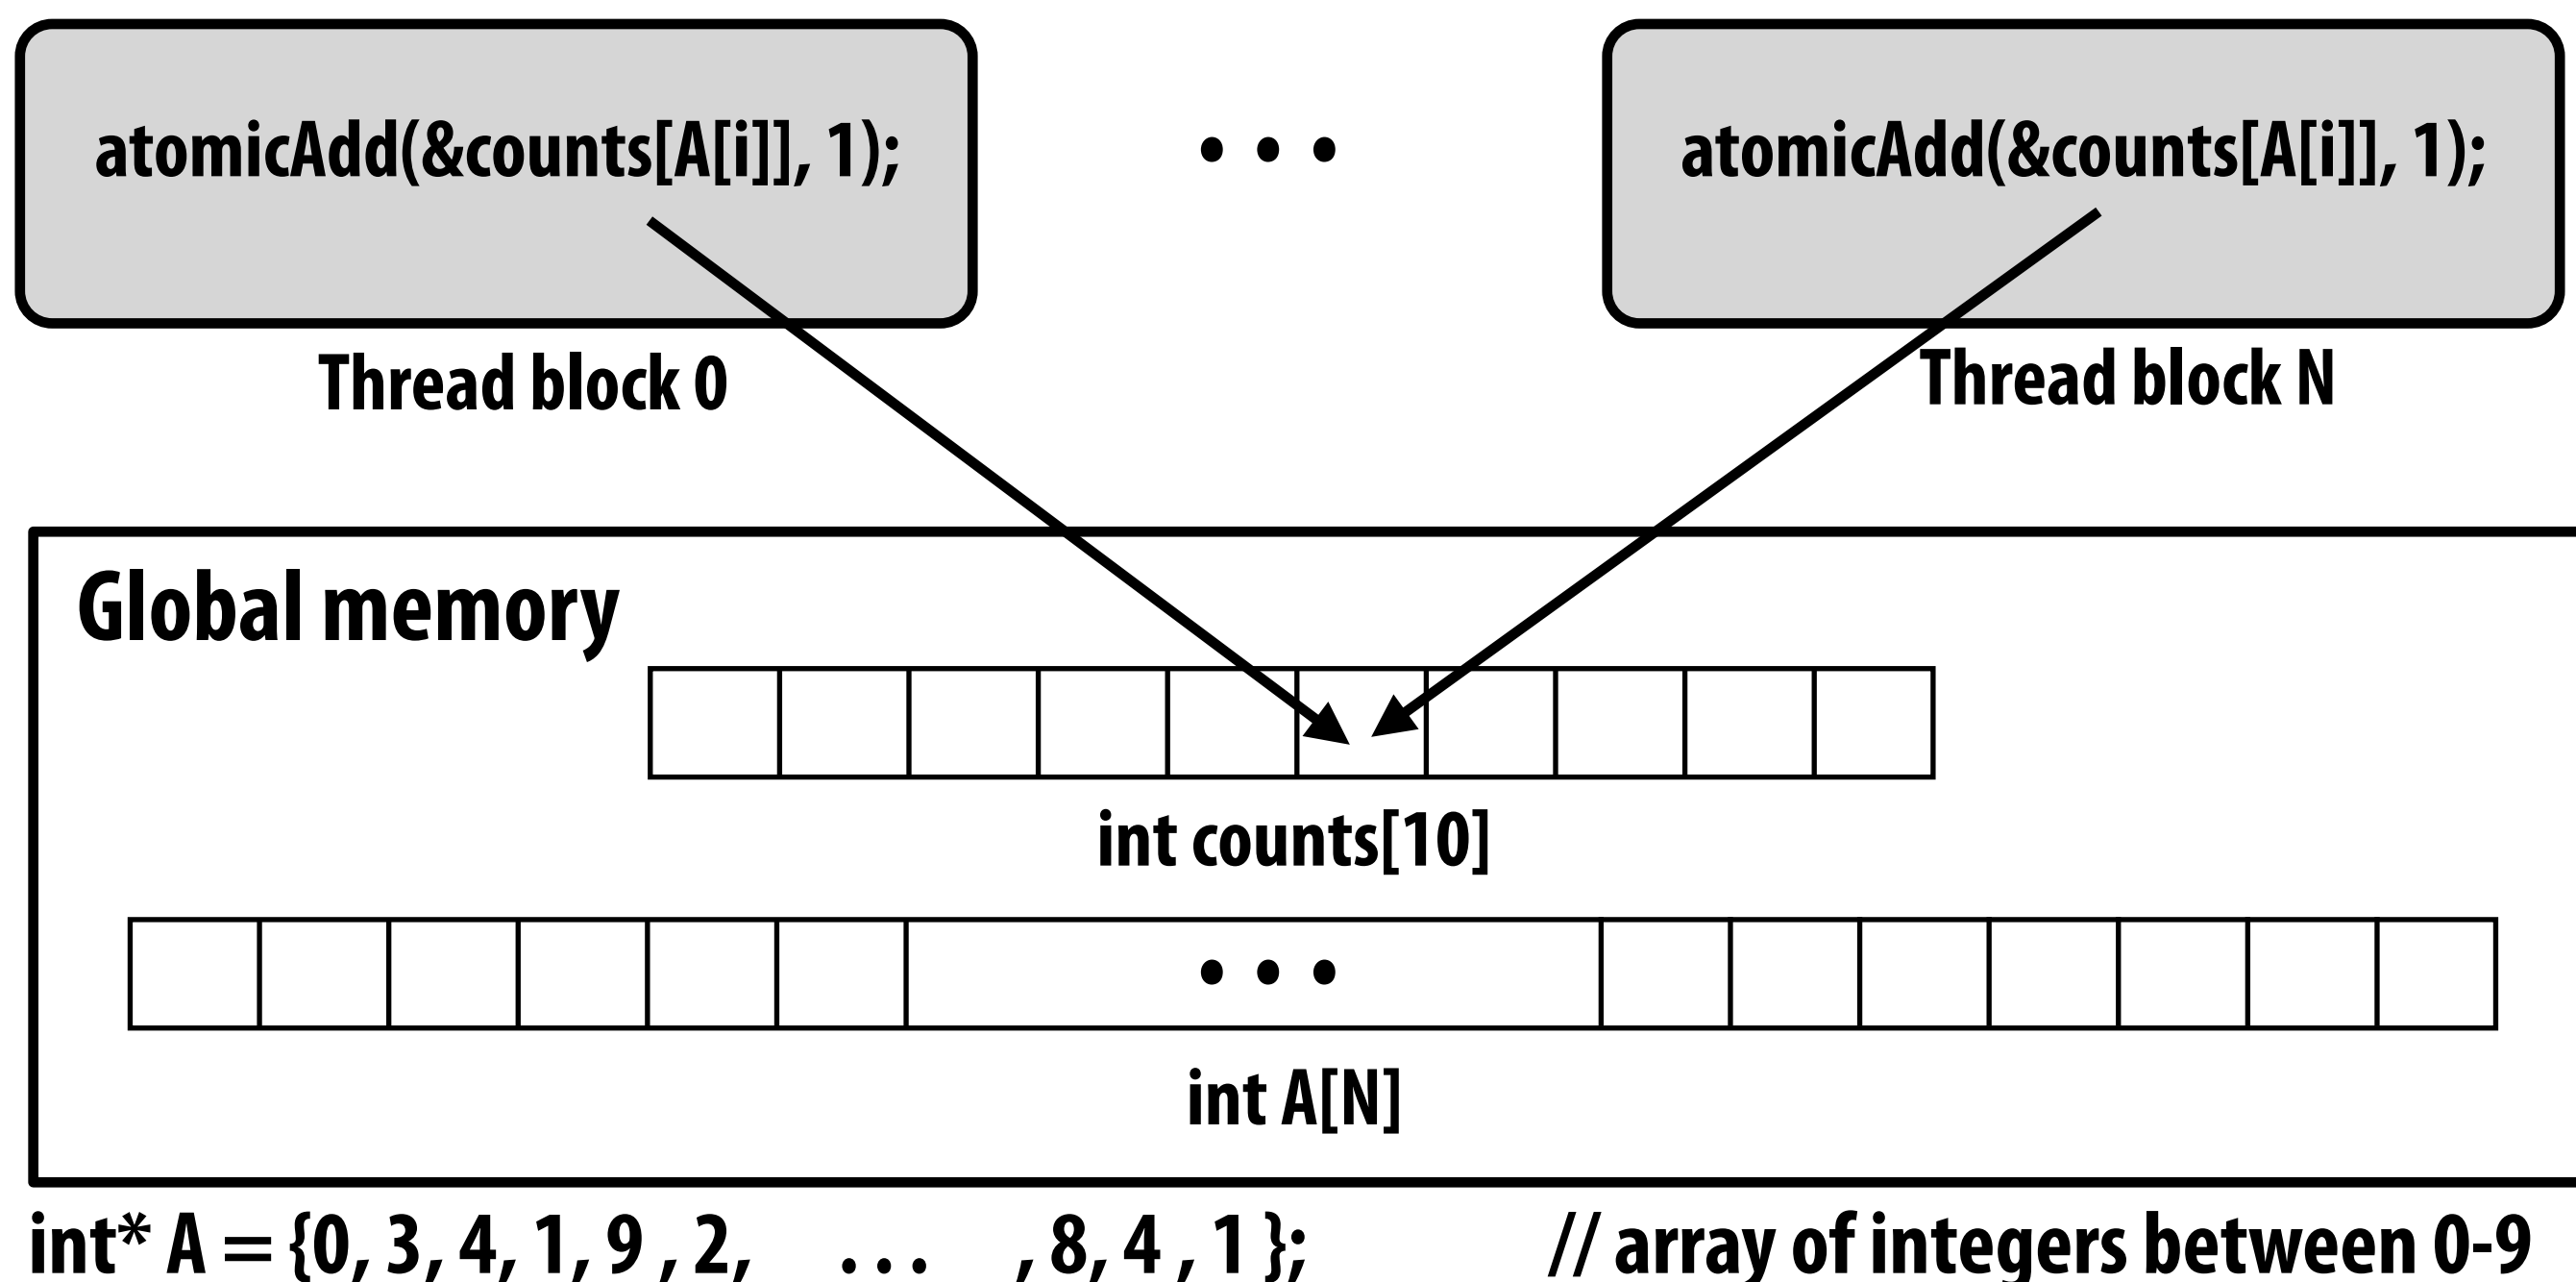 atomicAdd(&counts[A[i]], 1);
• • •
atomicAdd(&counts[A[i]], 1);
Thread block 0
Thread block N
Global memory
int counts[10]
• • •
int A[N]
int* A = {0, 3, 4, 1, 9 , 2, . . . , 8, 4 , 1 }; // array of integers between 0-9